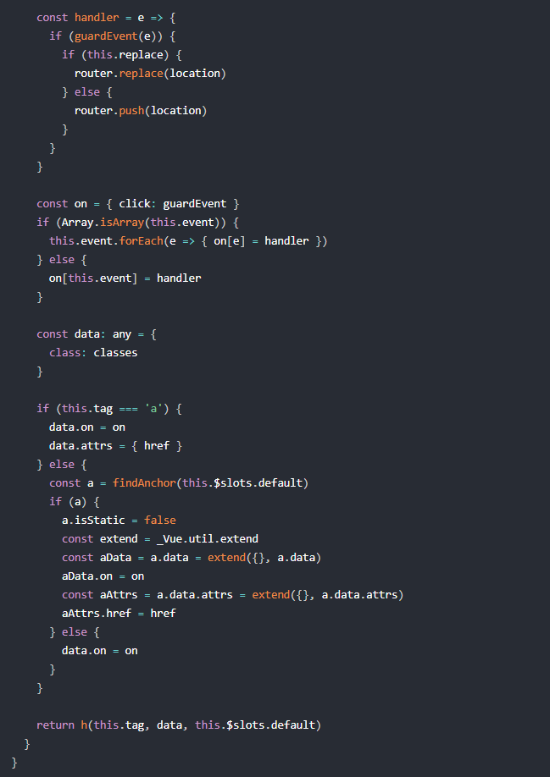 const handler = e => {
if (guardEvent(e)) {
if (this.replace) {
router.replace(location)
} else {
router.push(location)
}
}
}
const on = { click: guardEvent }
if (Array.isArray(this.event)) {
this.event.forEach(e => { on[e] = handler })
} else {
on[this.event] = handler
}
const data: any = {
class: classes
}
if (this.tag === 'a') {
data.on = on
data.attrs = { href }
} else {
const a = findAnchor(this.$slots.default)
if (a) {
a.isStatic = false
const extend = _Vue.util.extend
const aData = a.data = extend({}, a.data)
aData.on = on
const aAttrs = a.data.attrs = extend({}, a.data.attrs)
aAttrs.href = href
} else {
data.on = on
}
}
return h(this.tag, data, this.$slots.default)
}
}